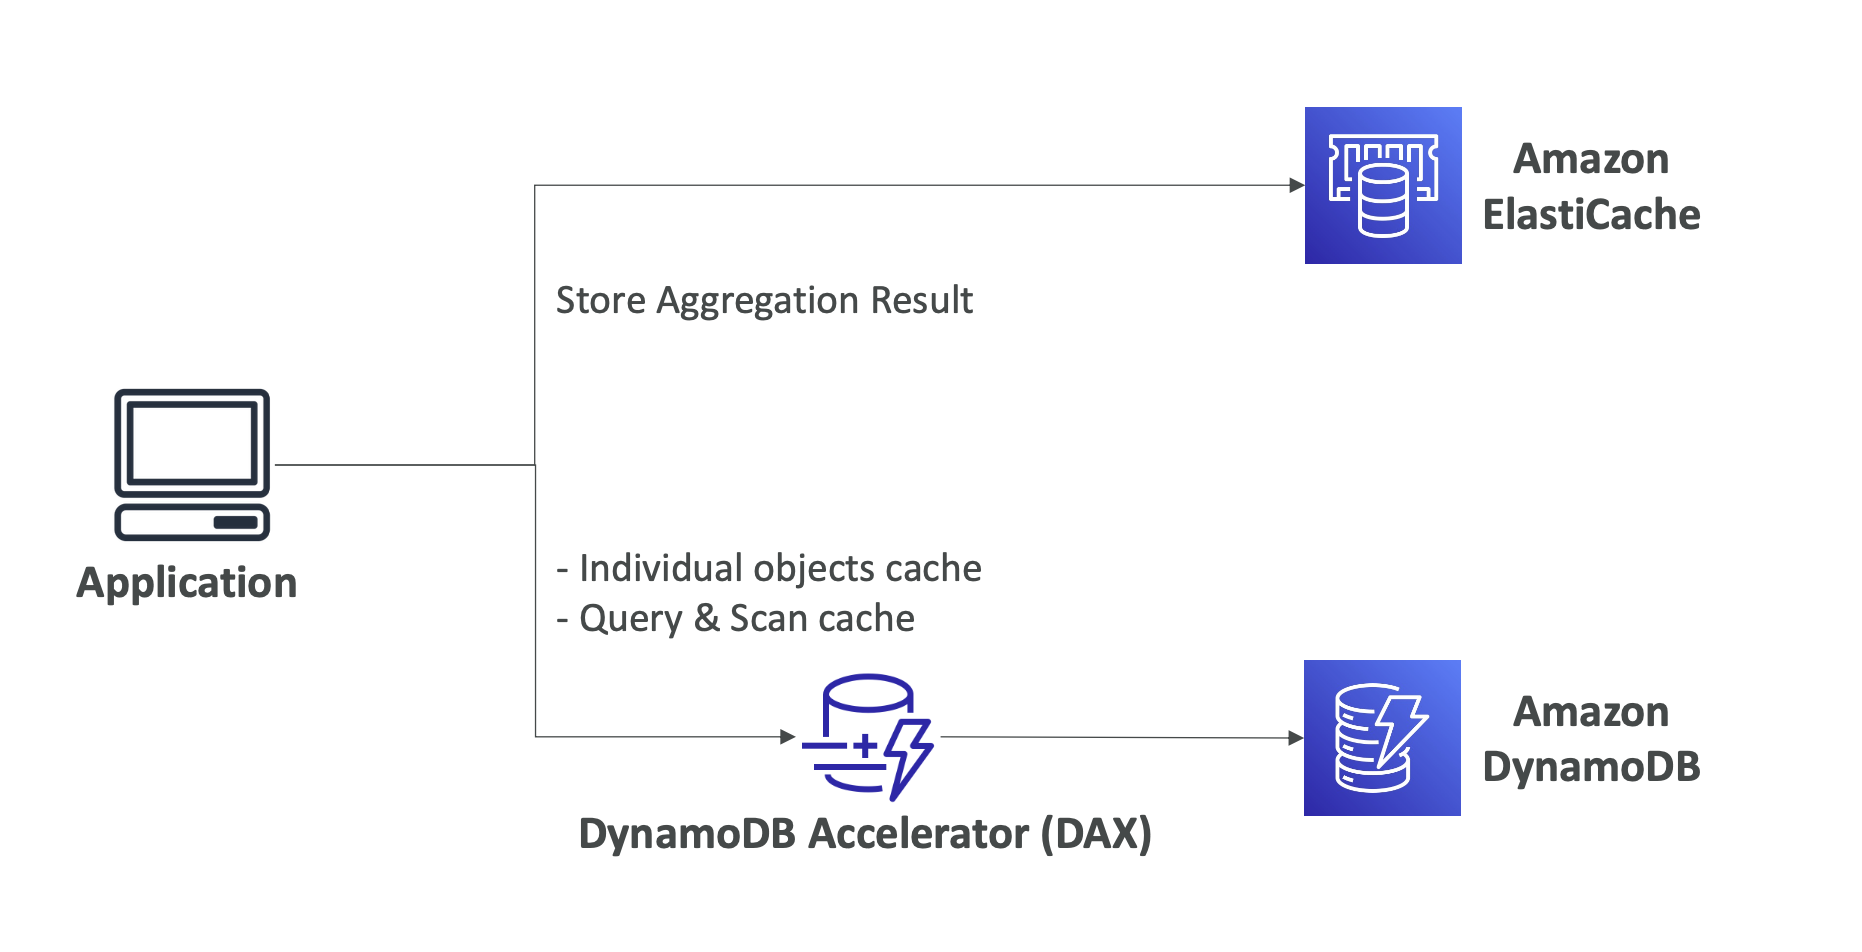 Amazon
ElastiCache
Store Aggregation Result
Application
- Individual objects cache
- Query & Scan cache
DynamoDB Accelerator (DAX)
Amazon
DynamoDB